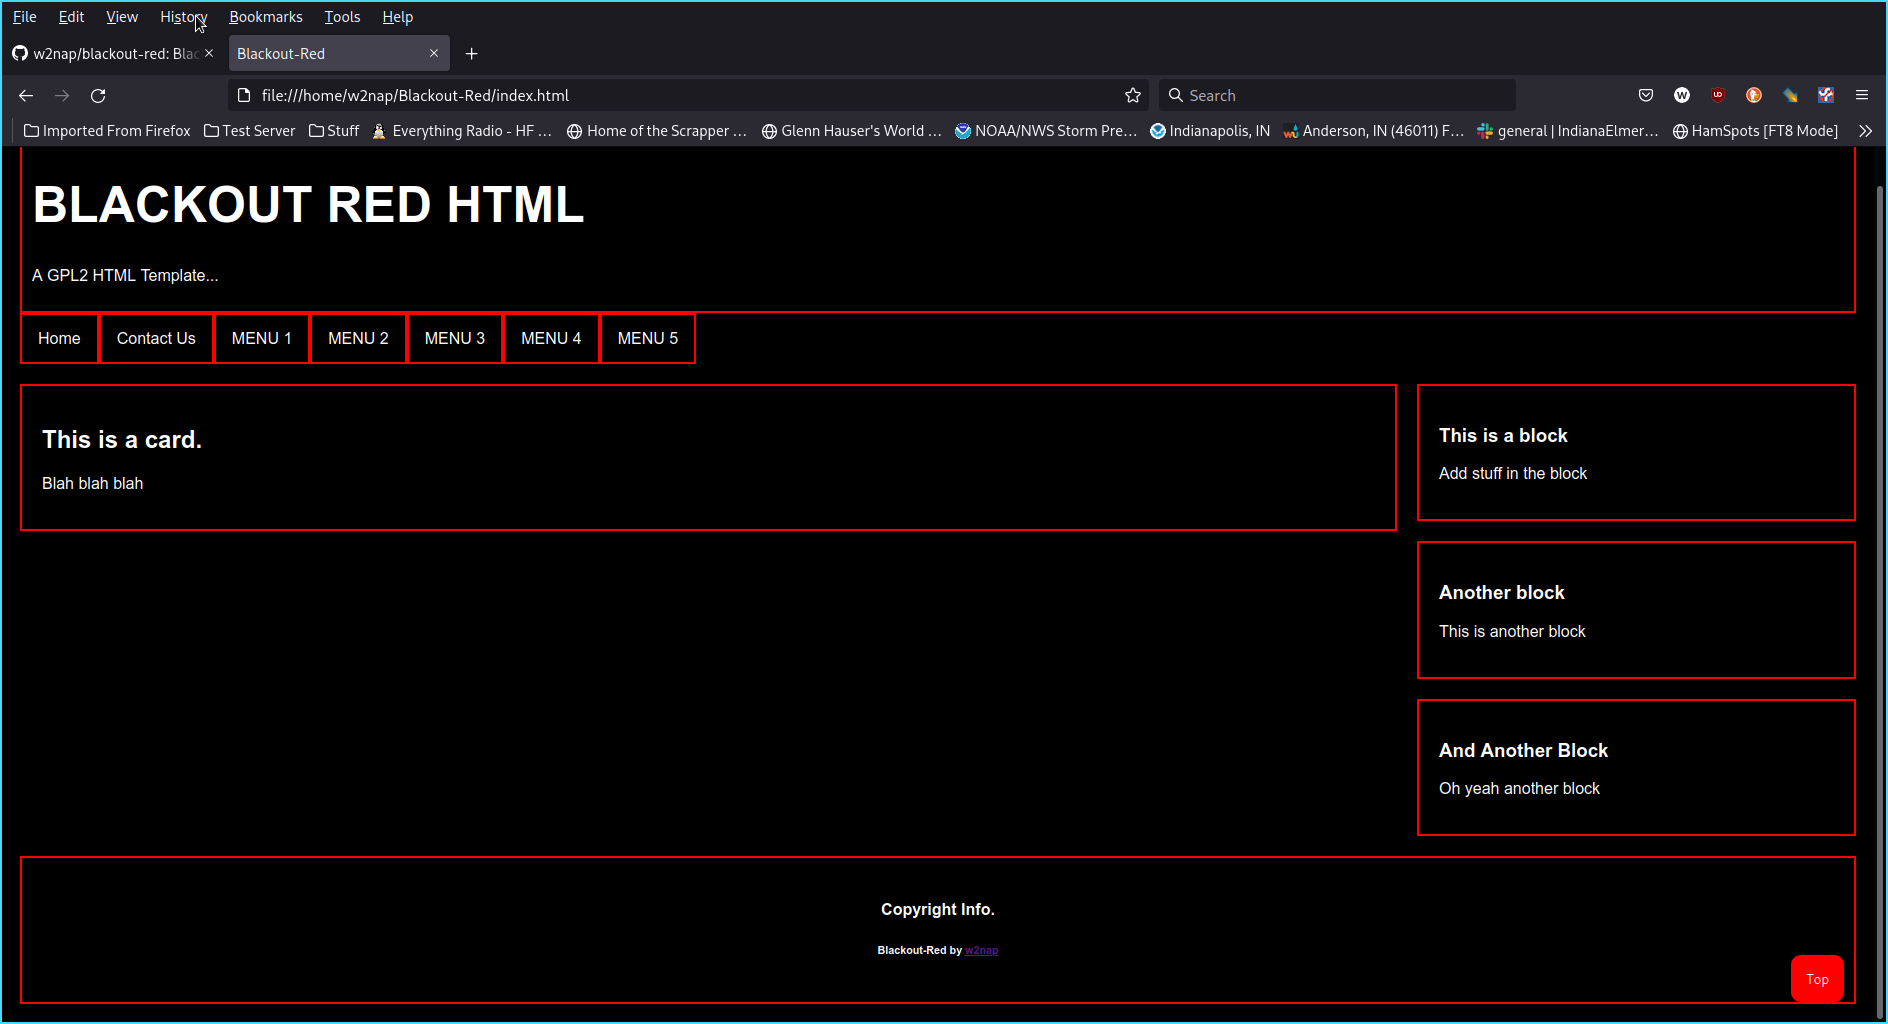 File Edit View History Bookmarks Tools Help
w2nap/blackout-red: Blac
Blackout-Red
file:///home/w2nap/Blackout-Red/index.html
Search
Imported From Firefox Test Server Stuff Everything Radio - HF ... Home of the Scrapper ... Glenn Hauser's World ... NOAA/NWS Storm Pre... Indianapolis, IN Anderson, IN (46011) F... general | IndianaElmer... HamSpots [FT8 Mode]
BLACKOUT RED HTML
A GPL2 HTML Template...
Home Contact Us MENU 1 MENU 2 MENU 3 MENU 4 MENU 5
This is a card.
Blah blah blah
This is a block
Add stuff in the block
Another block
This is another block
And Another Block
Oh yeah another block
Copyright Info.
Blackout-Red by w2nap
Top